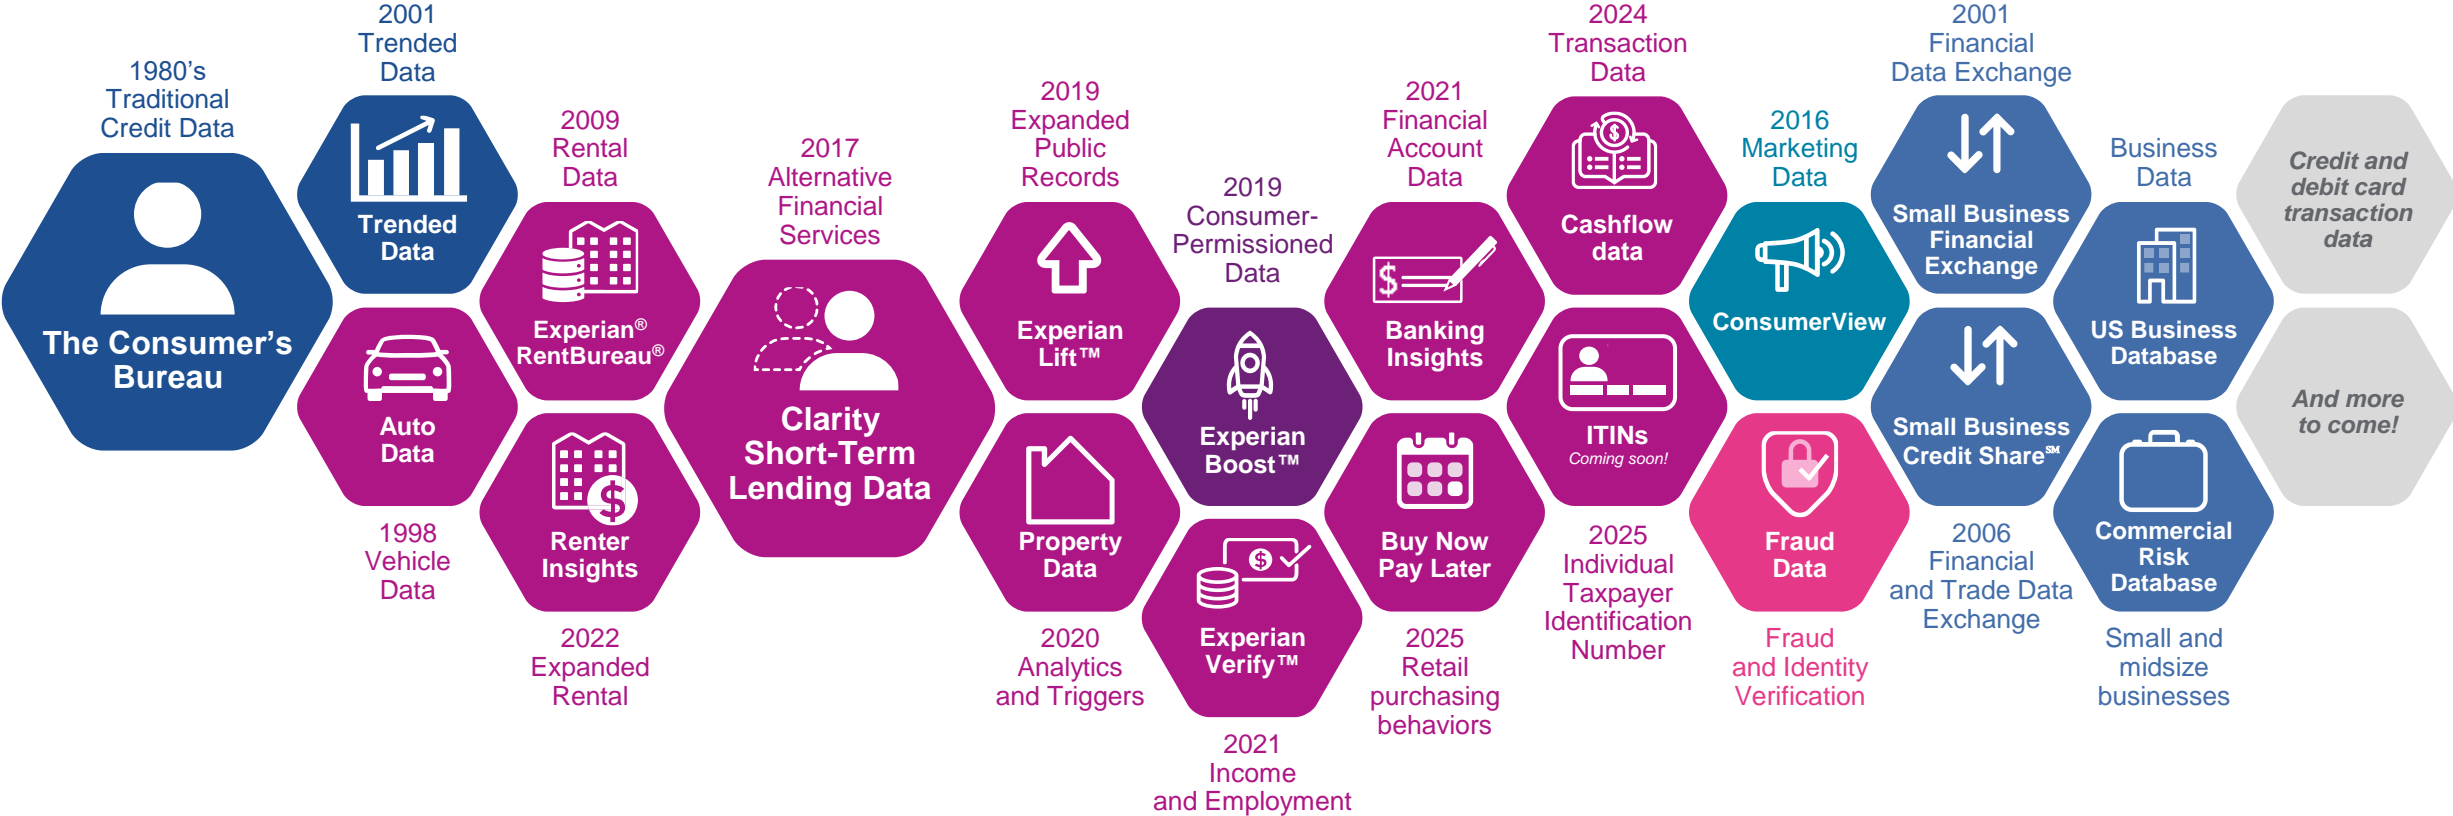 1980's
Traditional
Credit Data
The Consumer's
Bureau
2001
Trended
Data
Trended
Data
Auto
Data
1998
Vehicle
Data
2009
Rental
Data
Experian®
RentBureau®
Renter
Insights
2022
Expanded
Rental
2017
Alternative
Financial
Services
Clarity
Short-Term
Lending Data
2019
Expanded
Public
Records
Experian
Lift™
Property
Data
2020
Analytics
and Triggers
2019
Consumer-
Permissioned
Data
Experian
Boost™
Experian
Verify™
2021
Income
and Employment
2021
Financial
Account
Data
$
Banking
Insights
Buy Now
Pay Later
2025
Retail
purchasing
behaviors
2024
Transaction
Data
Cashflow
data
ITINs
Coming soon!
2025
Individual
Taxpayer
Identification
Number
2016
Marketing
Data
ConsumerView
Fraud
Data
Fraud
and Identity
Verification
2001
Financial
Data Exchange
Small Business
Financial
Exchange
Small Business
Credit Share℠
2006
Financial
and Trade Data
Exchange
Business
Data
US Business
Database
Commercial
Risk
Database
Small and
midsize
businesses
Credit and
debit card
transaction
data
And more
to come!